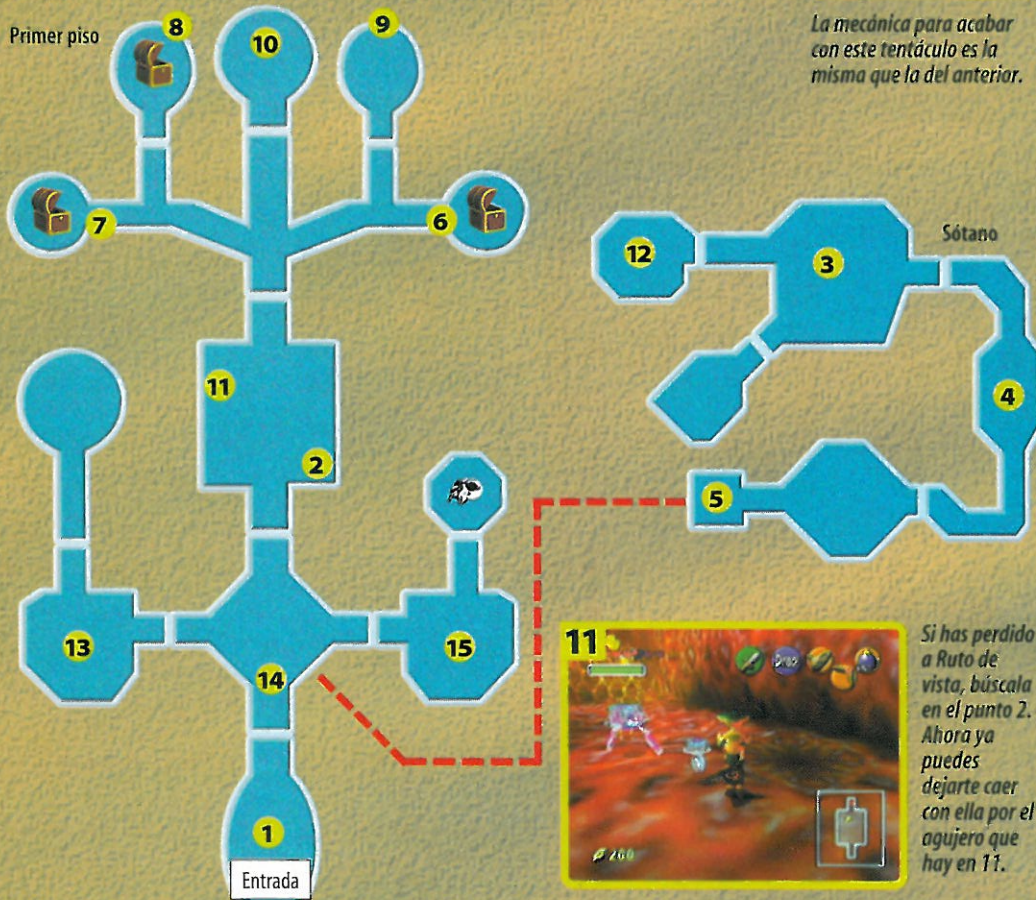 Primer piso
8
10
9
La mecánica para acabar
con este tentáculo es la
misma que la del anterior.
7
6
12
3
Sótano
4
11
2
5
13
14
15
1
Entrada
11
Drop
260
Si has perdido
a Ruto de
vista, búscala
en el punto 2.
Ahora ya
puedes
dejarte caer
con ella por el
agujero que
hay en 11.